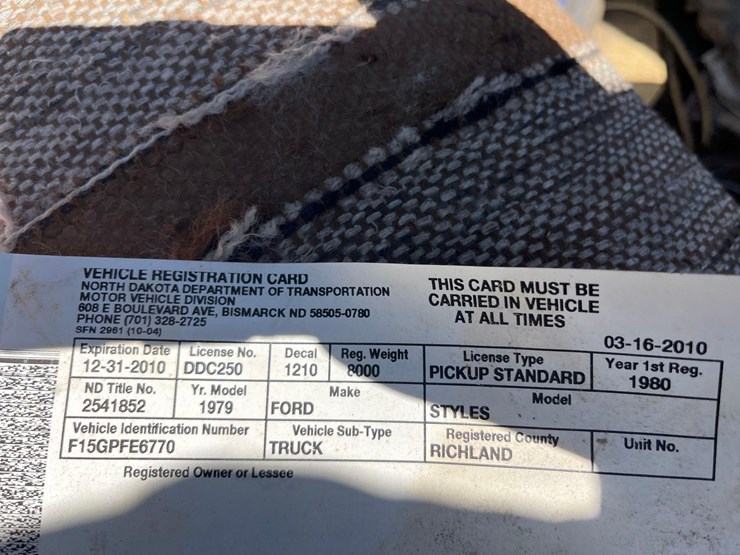 VEHICLE REGISTRATION CARD
NORTH DAKOTA DEPARTMENT OF TRANSPORTATION
MOTOR VEHICLE DIVISION
608 E BOULEVARD AVE, BISMARCK ND 58505-0780
PHONE (701) 328-2725
SFN 2961 (10-04)
THIS CARD MUST BE
CARRIED IN VEHICLE
AT ALL TIMES
03-16-2010
Expiration Date License No. Decal Reg. Weight License Type Year 1st Reg.
12-31-2010 DDC250 1210 8000 PICKUP STANDARD 1980
ND Title No. Yr. Model Make Model
2541852 1979 FORD STYLES
Vehicle Identification Number Vehicle Sub-Type Registered County Unit No.
F15GPFE6770 TRUCK RICHLAND
Registered Owner or Lessee